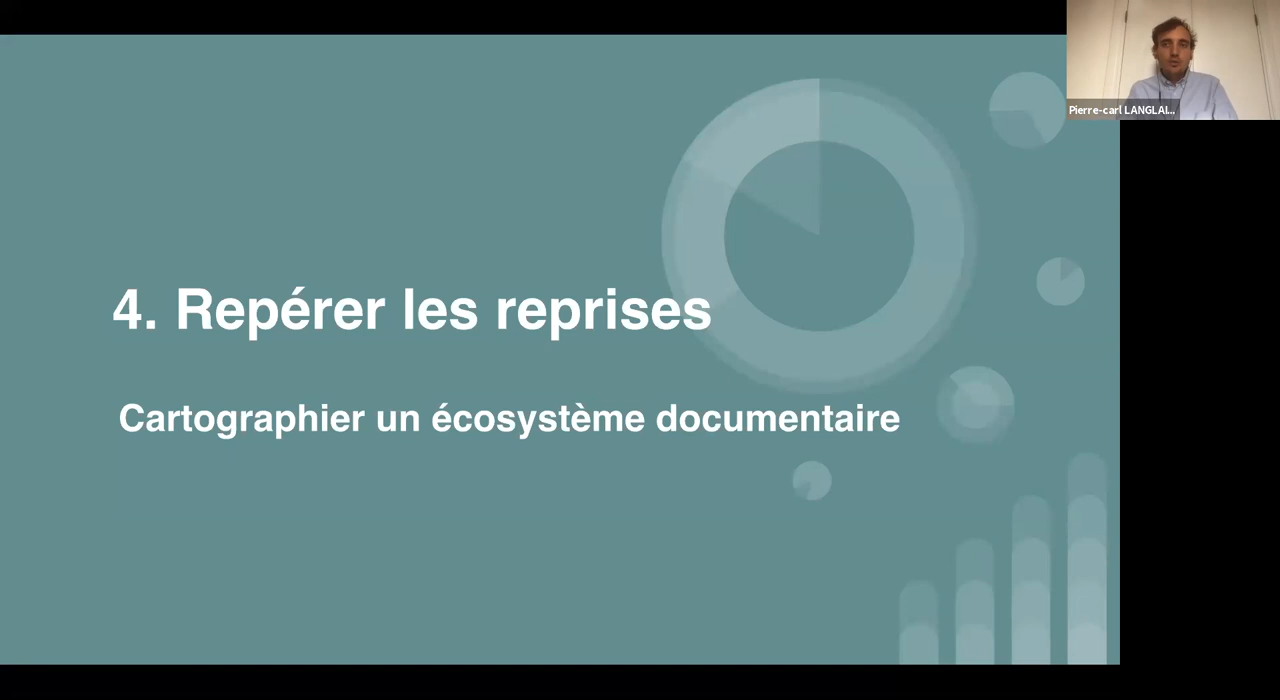 Pierre-carl LANGLAI...
4. Repérer les reprises
Cartographier un écosystème documentaire